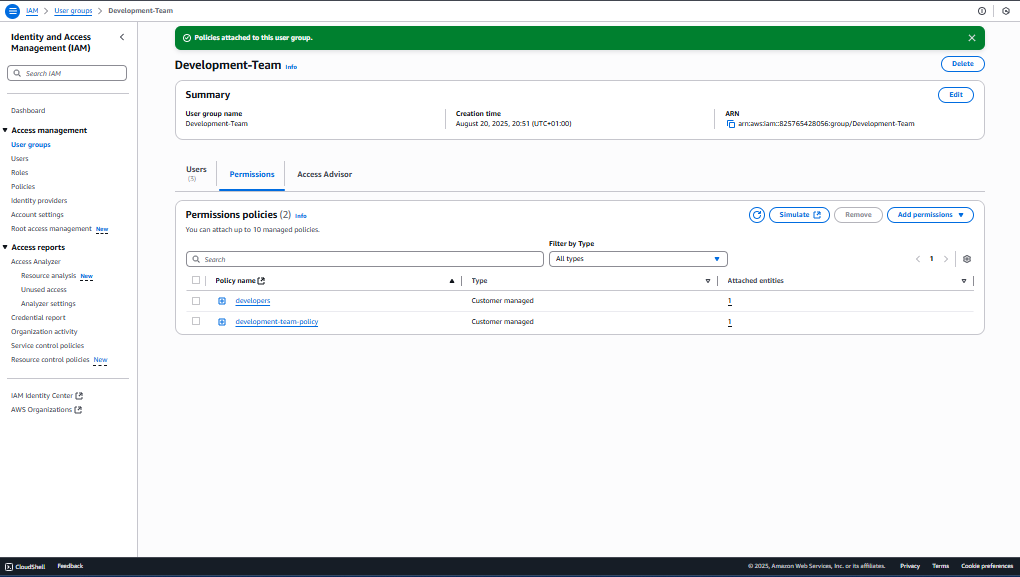 IAM > User groups > Development-Team
Identity and Access Management (IAM)
Search IAM
Dashboard
Access management
User groups
Users
Roles
Policies
Identity providers
Account settings
Root access management New
Access reports
Access Analyzer
Resource analysis New
Unused access
Analyzer settings
Credential report
Organization activity
Service control policies
Resource control policies New
IAM Identity Center
AWS Organizations
Policies attached to this user group.
Development-Team Info
Delete
Summary
Edit
User group name
Development-Team
Creation time
August 20, 2025, 20:51 (UTC+01:00)
ARN
arn:aws:iam::825765428056:group/Development-Team
Users (3)
Permissions
Access Advisor
Permissions policies (2) Info
Simulate
Remove
Add permissions
You can attach up to 10 managed policies.
Filter by Type
Search
All types
1
Policy name Type Attached entities
developers Customer managed 1
development-team-policy Customer managed 1
CloudShell Feedback © 2025, Amazon Web Services, Inc. or its affiliates. Privacy Terms Cookie preferences